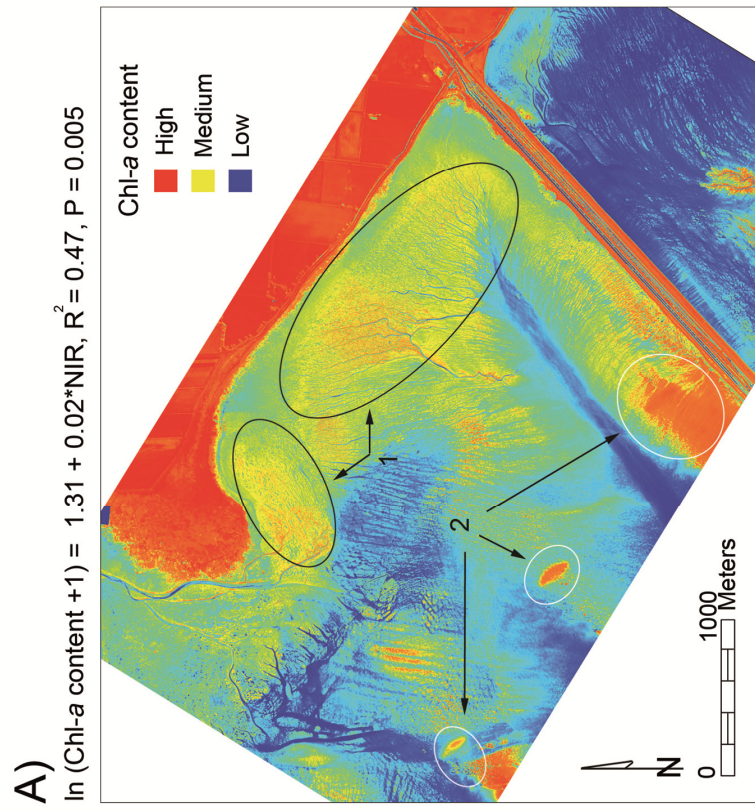 A)
ln (Chl-a content +1) = 1.31 + 0.02*NIR, R² = 0.47, P = 0.005
Chl-a content
High
Medium
Low
1
2
N
0 1000
Meters